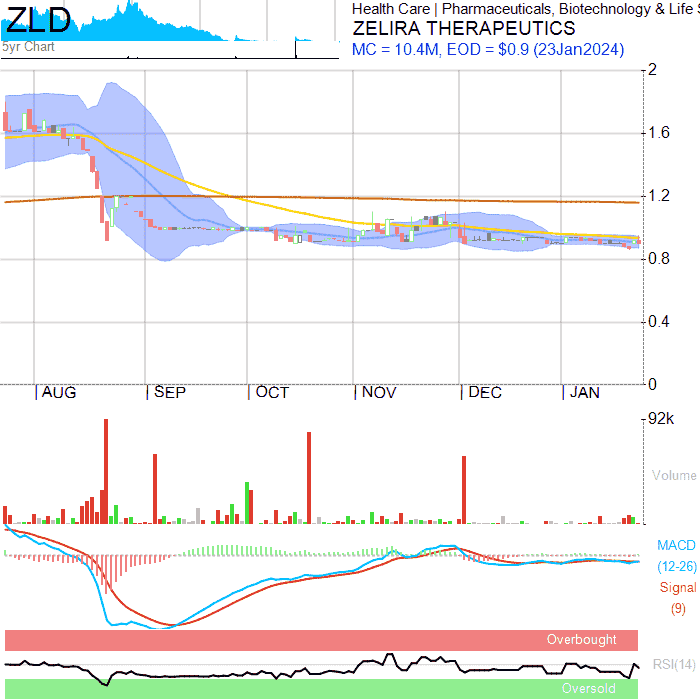 ZLD
5yr Chart
Health Care | Pharmaceuticals, Biotechnology & Life S
ZELIRA THERAPEUTICS
MC = 10.4M, EOD = $0.9 (23Jan2024)
2
1.6
1.2
0.8
0.4
0
| AUG | SEP | OCT | NOV | DEC | JAN
92k
Volume
MACD
(12-26)
Signal
(9)
Overbought
RSI(14)
Oversold